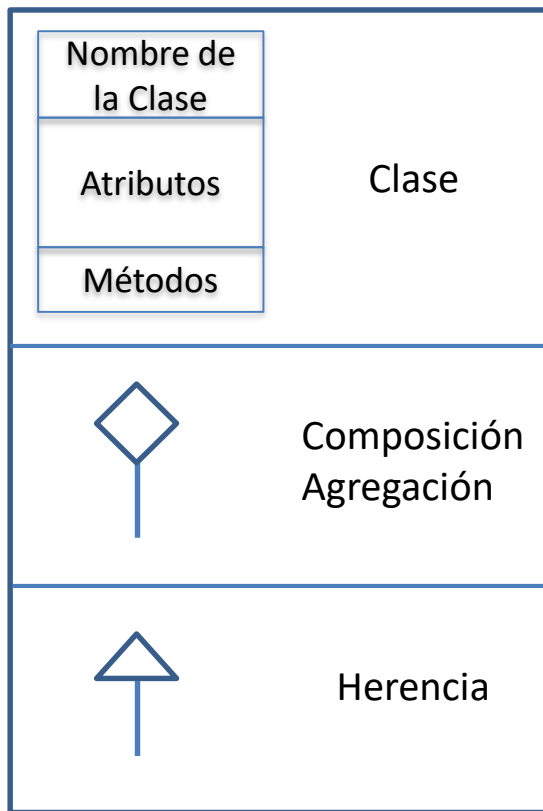 Nombre de
la Clase
Atributos
Métodos
Clase
Composición
Agregación
Herencia